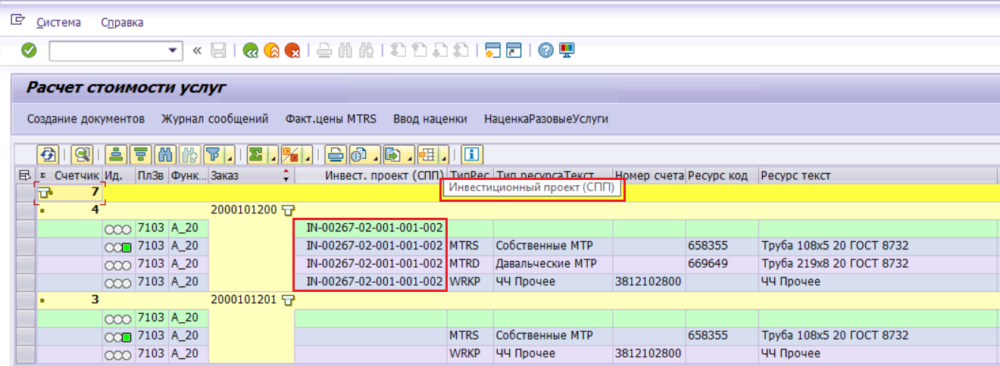 Система Справка
Расчет стоимости услуг
Создание документов Журнал сообщений Факт.цены MTRS Ввод наценки НаценкаРазовыеУслуги
Σ Счетчик Ид. ПлЗв Функ... Заказ Инвест. проект (СПП) ТипРес Тип ресурсаТекст Номер счета Ресурс код Ресурс текст
Инвестиционный проект (СПП)
7
4 2000101200
7103 A_20 IN-00267-02-001-001-002
7103 A_20 IN-00267-02-001-001-002 MTRS Собственные МТР 658355 Труба 108х5 20 ГОСТ 8732
7103 A_20 IN-00267-02-001-001-002 MTRD Давальческие МТР 669649 Труба 219х8 20 ГОСТ 8732
7103 A_20 IN-00267-02-001-001-002 WRKP ЧЧ Прочее 3812102800 ЧЧ Прочее
3 2000101201
7103 A_20
7103 A_20 MTRS Собственные МТР 658355 Труба 108х5 20 ГОСТ 8732
7103 A_20 WRKP ЧЧ Прочее 3812102800 ЧЧ Прочее